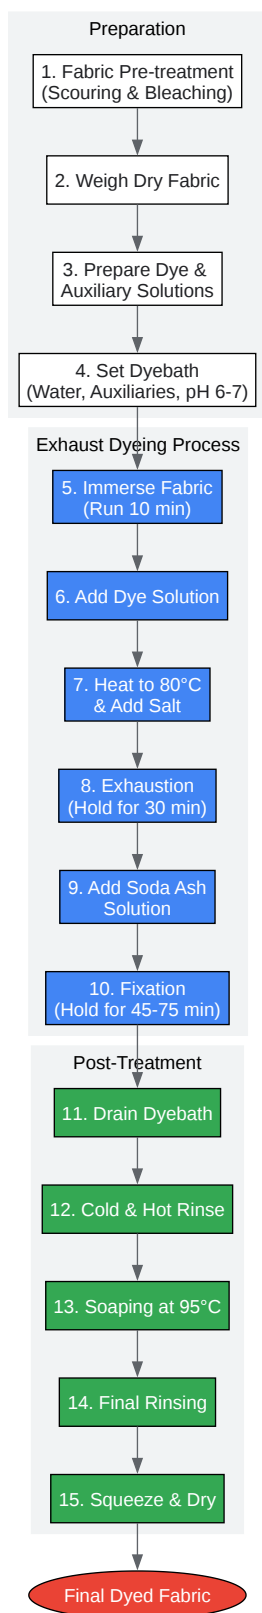 Preparation
1. Fabric Pre-treatment
(Scouring & Bleaching)
2. Weigh Dry Fabric
3. Prepare Dye &
Auxiliary Solutions
4. Set Dyebath
(Water, Auxiliaries, pH 6-7)
Exhaust Dyeing Process
5. Immerse Fabric
(Run 10 min)
6. Add Dye Solution
7. Heat to 80°C
& Add Salt
8. Exhaustion
(Hold for 30 min)
9. Add Soda Ash
Solution
10. Fixation
(Hold for 45-75 min)
Post-Treatment
11. Drain Dyebath
12. Cold & Hot Rinse
13. Soaping at 95°C
14. Final Rinsing
15. Squeeze & Dry
Final Dyed Fabric